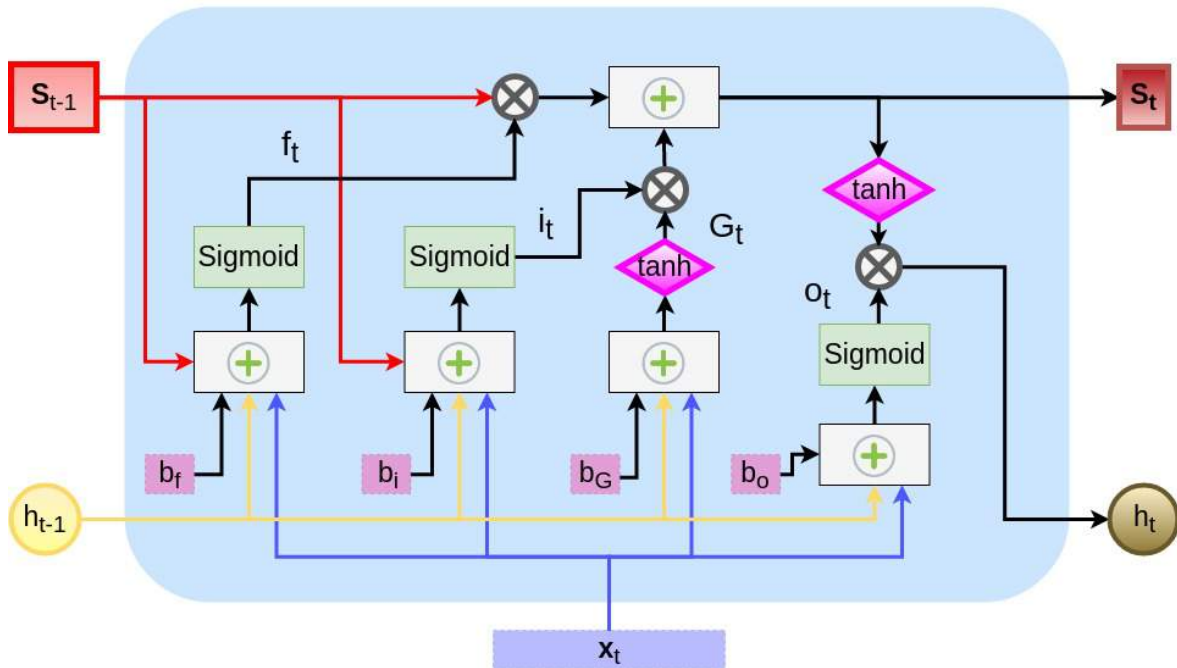 S_t-1
S_t
f_t
tanh
i_t
G_t
Sigmoid
Sigmoid
tanh
o_t
Sigmoid
b_f
b_i
b_G
b_o
h_t-1
h_t
x_t